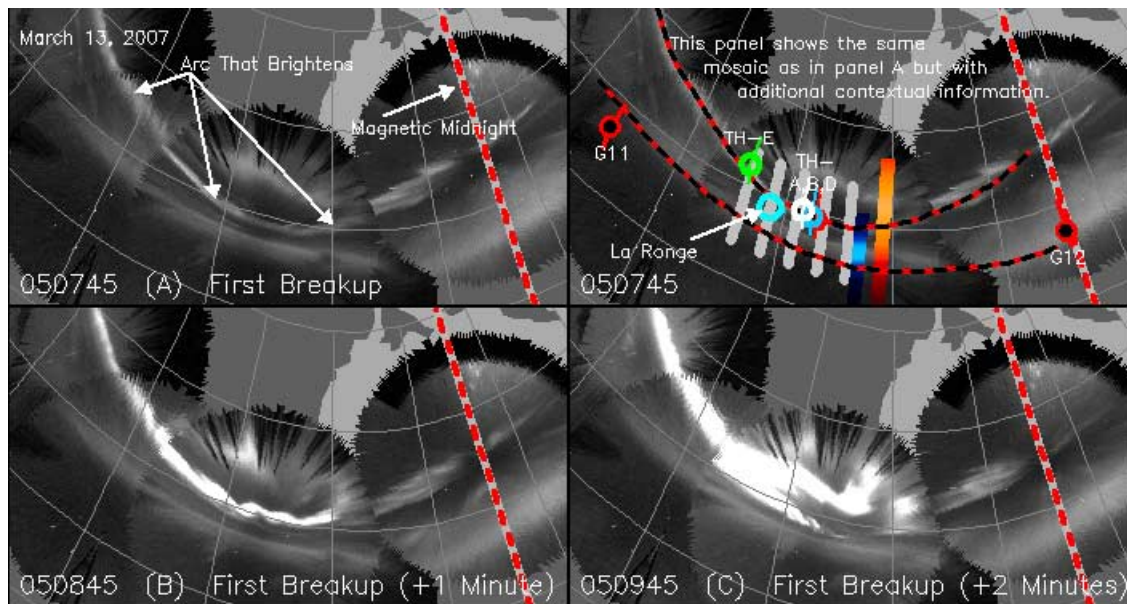 March 13, 2007
Arc That Brightens
Magnetic Midnight
050745 (A) First Breakup
This panel shows the same
mosaic as in panel A but with
additional contextual information.
TH-E
TH-
A,B,D
G11
La Ronge
G12
050745
050845 (B) First Breakup (+1 Minute)
050945 (C) First Breakup (+2 Minutes)